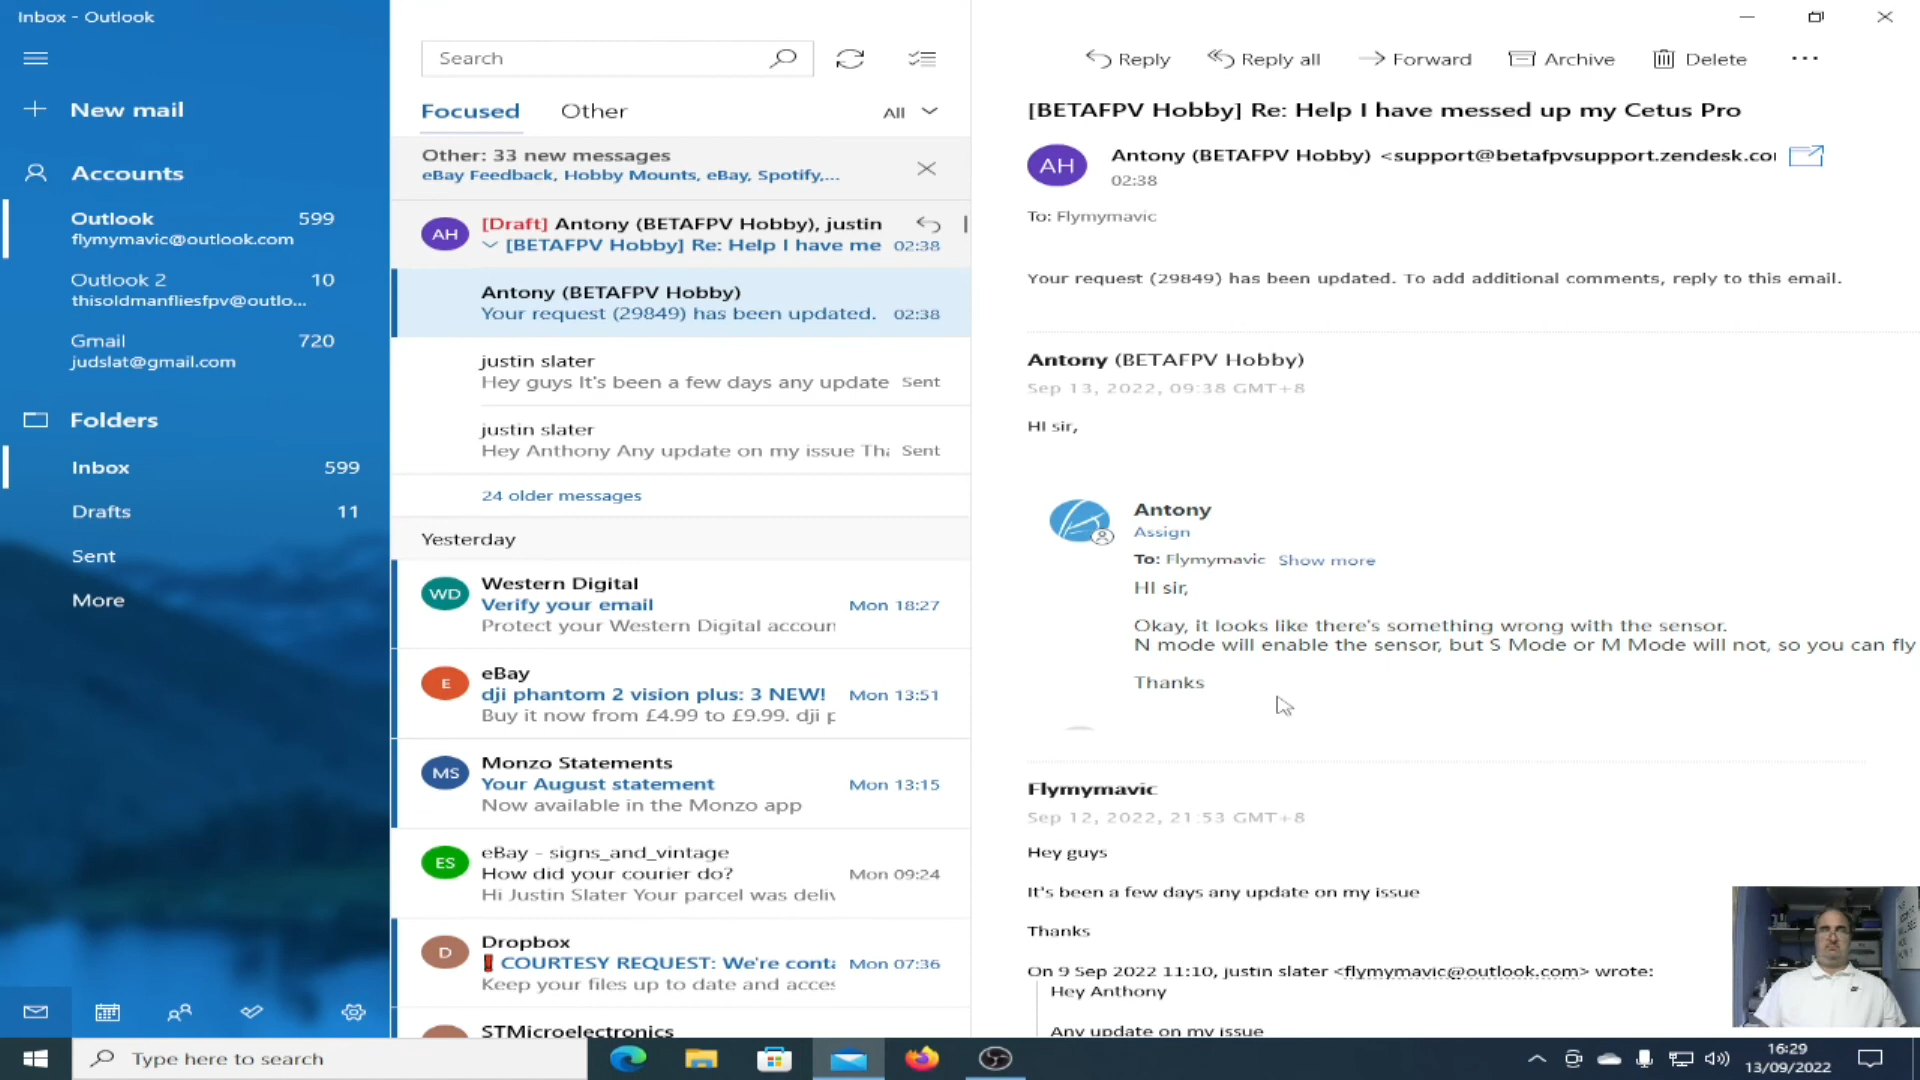 Inbox - Outlook
New mail
Accounts
Outlook 599
flymymavic@outlook.com
Outlook 2 10
thisoldmanfliesfpv@outlo...
Gmail 720
judslat@gmail.com
Folders
Inbox 599
Drafts 11
Sent
More
Search
Focused Other All
Other: 33 new messages
eBay Feedback, Hobby Mounts, eBay, Spotify,...
AH [Draft] Antony (BETAFPV Hobby), justin
[BETAFPV Hobby] Re: Help I have me 02:38
Antony (BETAFPV Hobby)
Your request (29849) has been updated. 02:38
justin slater
Hey guys It's been a few days any update Sent
justin slater
Hey Anthony Any update on my issue Tha Sent
24 older messages
Yesterday
WD Western Digital
Verify your email Mon 18:27
Protect your Western Digital accoun
E eBay
dji phantom 2 vision plus: 3 NEW! Mon 13:51
Buy it now from £4.99 to £9.99. dji p
MS Monzo Statements
Your August statement Mon 13:15
Now available in the Monzo app
ES eBay - signs_and_vintage
How did your courier do? Mon 09:24
Hi Justin Slater Your parcel was deliv
D Dropbox
COURTESY REQUEST: We're conta Mon 07:36
Keep your files up to date and acces
STMicroelectronics
Reply Reply all Forward Archive Delete ...
[BETAFPV Hobby] Re: Help I have messed up my Cetus Pro
AH Antony (BETAFPV Hobby) <support@betafpvsupport.zendesk.co
02:38
To: Flymymavic
Your request (29849) has been updated. To add additional comments, reply to this email.
Antony (BETAFPV Hobby)
Sep 13, 2022, 09:38 GMT+8
HI sir,
Antony
Assign
To: Flymymavic Show more
HI sir,
Okay, it looks like there's something wrong with the sensor.
N mode will enable the sensor, but S Mode or M Mode will not, so you can fly
Thanks
Flymymavic
Sep 12, 2022, 21:53 GMT+8
Hey guys
It's been a few days any update on my issue
Thanks
On 9 Sep 2022 11:10, justin slater <flymymavic@outlook.com> wrote:
Hey Anthony
Any update on my issue
Type here to search
16:29
13/09/2022